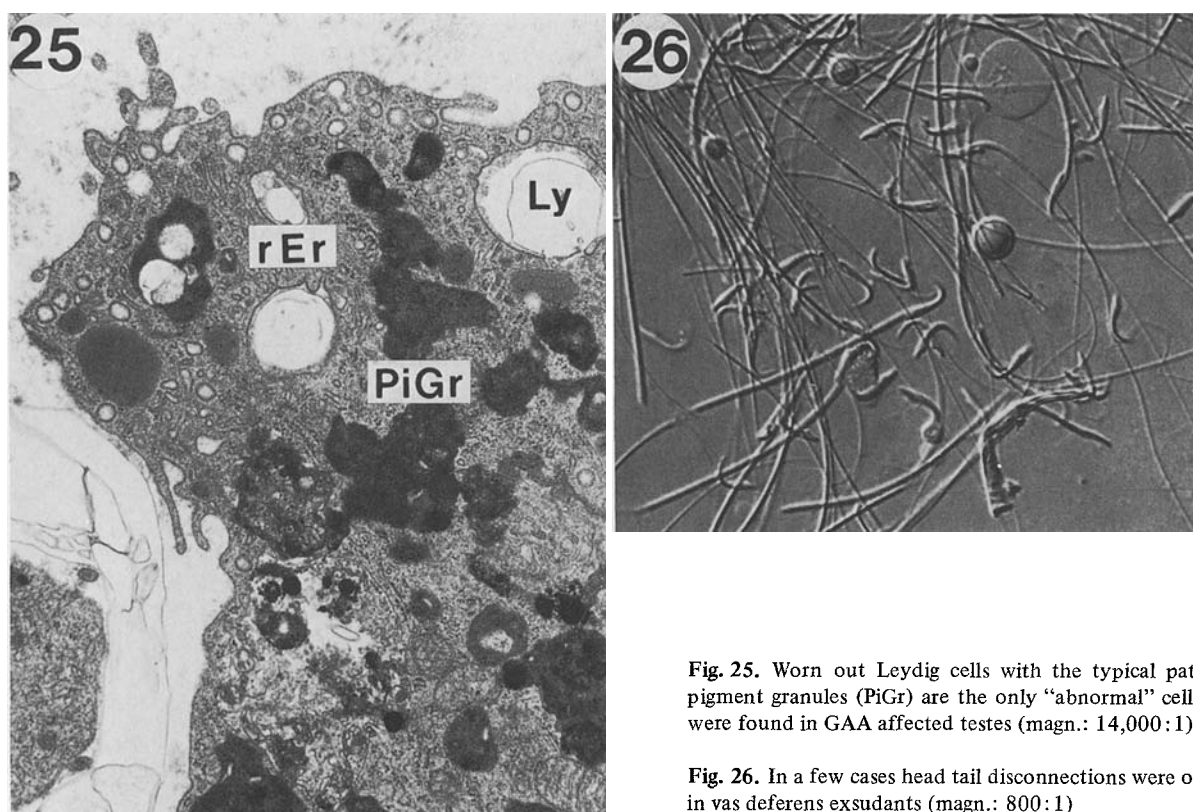 25
26
Ly
rEr
PiGr
Fig. 25. Worn out Leydig cells with the typical pat
pigment granules (PiGr) are the only “abnormal” cell
were found in GAA affected testes (magn.: 14,000:1)
Fig. 26. In a few cases head tail disconnections were o
in vas deferens exsudants (magn.: 800:1)